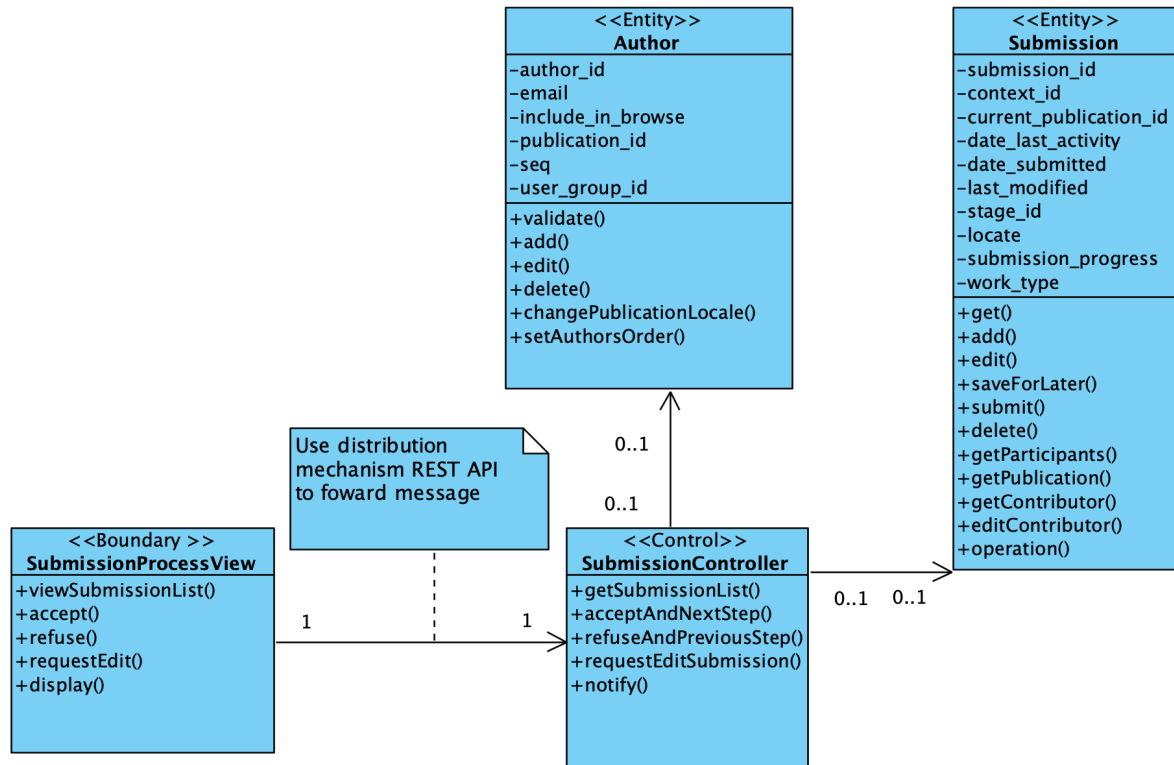 <<Entity>>
Author
-author_id
-email
-include_in_browse
-publication_id
-seq
-user_group_id
+validate()
+add()
+edit()
+delete()
+changePublicationLocale()
+setAuthorsOrder()
<<Entity>>
Submission
-submission_id
-context_id
-current_publication_id
-date_last_activity
-date_submitted
-last_modified
-stage_id
-locate
-submission_progress
-work_type
+get()
+add()
+edit()
+saveForLater()
+submit()
+delete()
+getParticipants()
+getPublication()
+getContributor()
+editContributor()
+operation()
Use distribution
mechanism REST API
to foward message
0..1
0..1
<<Boundary >>
SubmissionProcessView
+viewSubmissionList()
+accept()
+refuse()
+requestEdit()
+display()
1
1
<<Control>>
SubmissionController
+getSubmissionList()
+acceptAndNextStep()
+refuseAndPreviousStep()
+requestEditSubmission()
+notify()
0..1
0..1